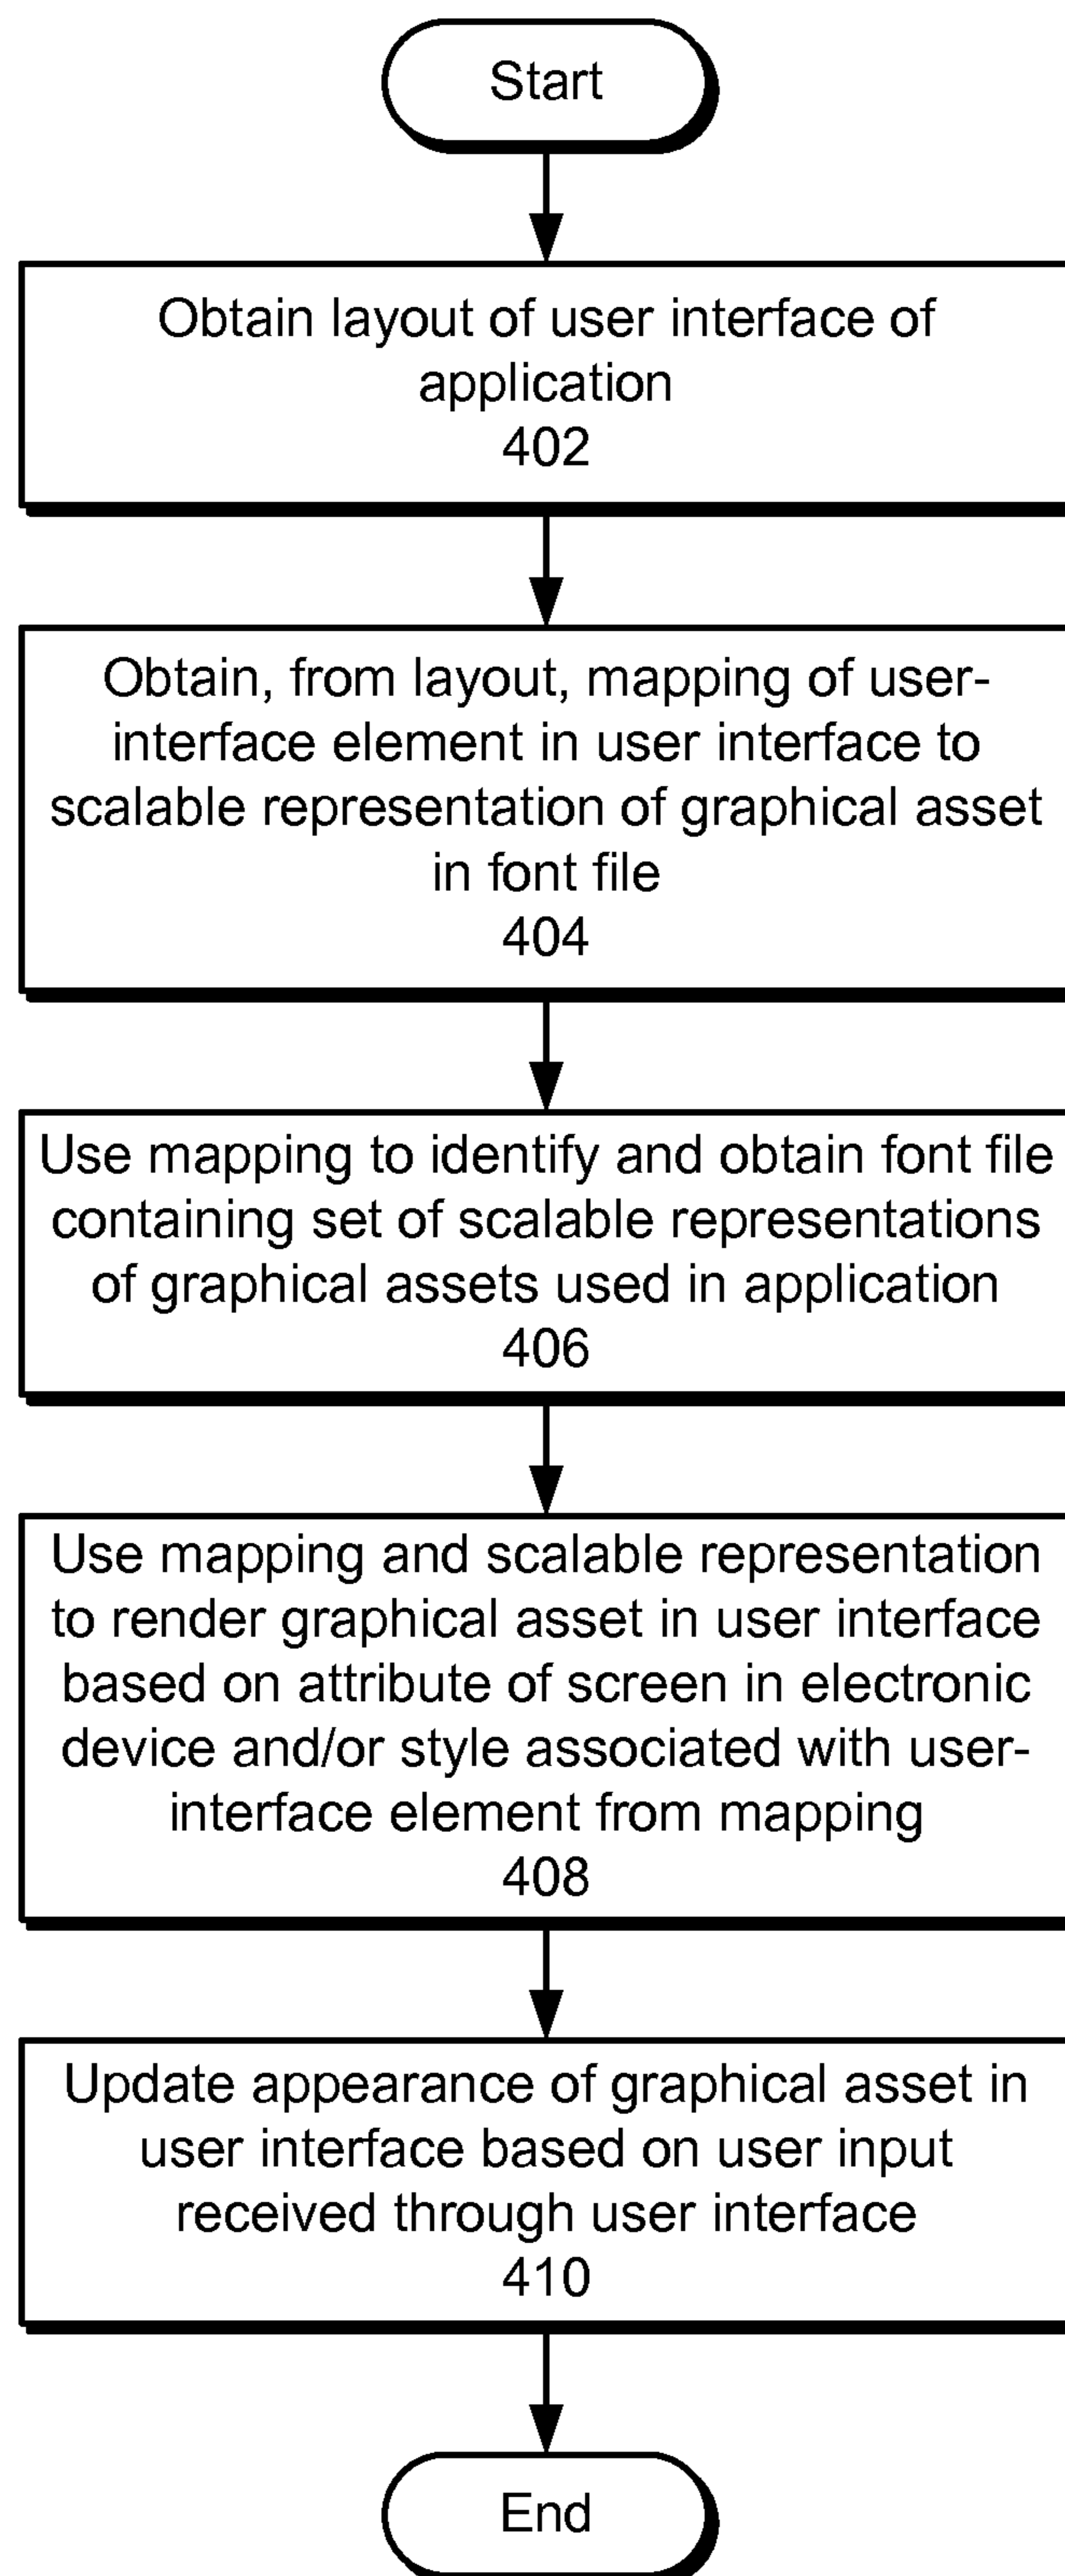 Start
Obtain layout of user interface of
application
402
Obtain, from layout, mapping of user-
interface element in user interface to
scalable representation of graphical asset
in font file
404
Use mapping to identify and obtain font file
containing set of scalable representations
of graphical assets used in application
406
Use mapping and scalable representation
to render graphical asset in user interface
based on attribute of screen in electronic
device and/or style associated with user-
interface element from mapping
408
Update appearance of graphical asset in
user interface based on user input
received through user interface
410
End